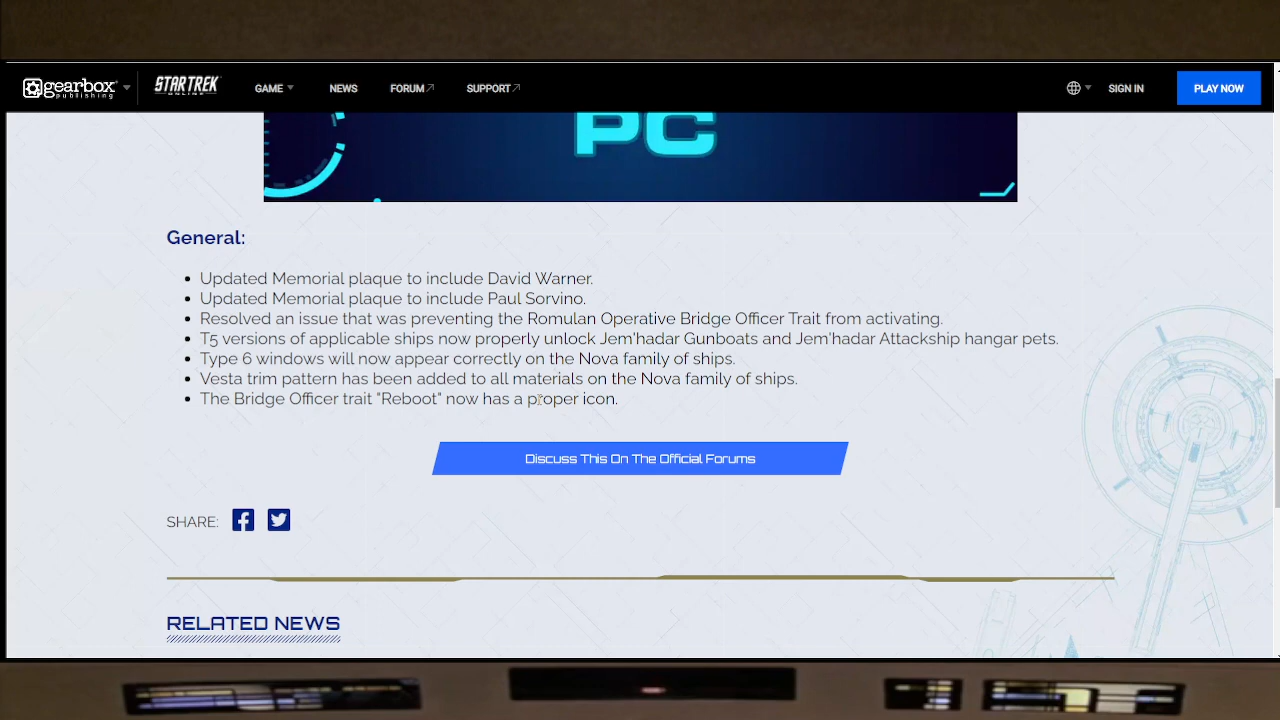 gearbox publishing
STAR TREK ONLINE
GAME
NEWS
FORUM
SUPPORT
SIGN IN
PLAY NOW
PC
General:
Updated Memorial plaque to include David Warner.
Updated Memorial plaque to include Paul Sorvino.
Resolved an issue that was preventing the Romulan Operative Bridge Officer Trait from activating.
T5 versions of applicable ships now properly unlock Jem'hadar Gunboats and Jem'hadar Attackship hangar pets.
Type 6 windows will now appear correctly on the Nova family of ships.
Vesta trim pattern has been added to all materials on the Nova family of ships.
The Bridge Officer trait "Reboot" now has a proper icon.
Discuss This On The Official Forums
SHARE:
RELATED NEWS